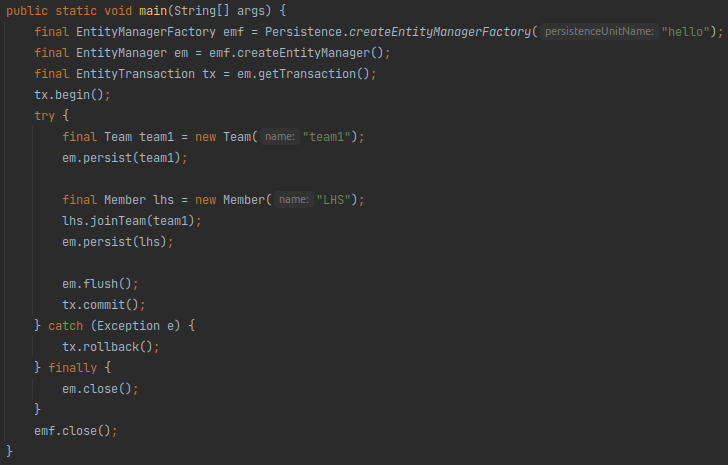 public static void main(String[] args) {
    final EntityManagerFactory emf = Persistence.createEntityManagerFactory( persistenceUnitName: "hello");
    final EntityManager em = emf.createEntityManager();
    final EntityTransaction tx = em.getTransaction();
    tx.begin();
    try {
        final Team team1 = new Team( name: "team1");
        em.persist(team1);

        final Member lhs = new Member( name: "LHS");
        lhs.joinTeam(team1);
        em.persist(lhs);

        em.flush();
        tx.commit();
    } catch (Exception e) {
        tx.rollback();
    } finally {
        em.close();
    }
    emf.close();
}